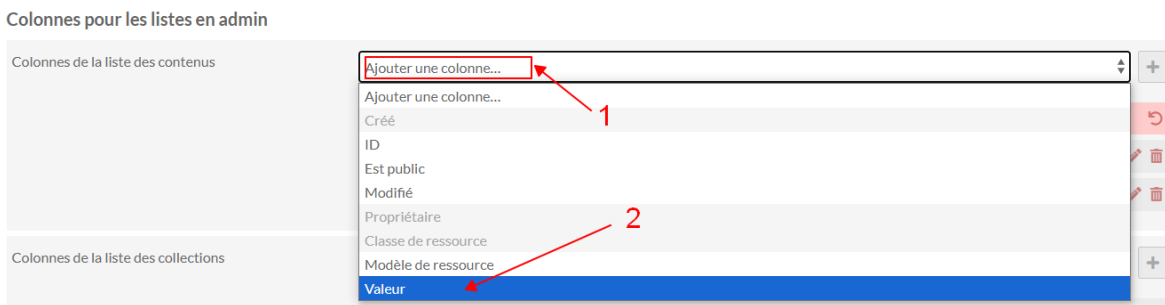 Colonnes pour les listes en admin
Colonnes de la liste des contenus
Ajouter une colonne...
1
Ajouter une colonne...
Créé
ID
Est public
Modifié
Propriétaire
2
Classe de ressource
Colonnes de la liste des collections
Modèle de ressource
Valeur